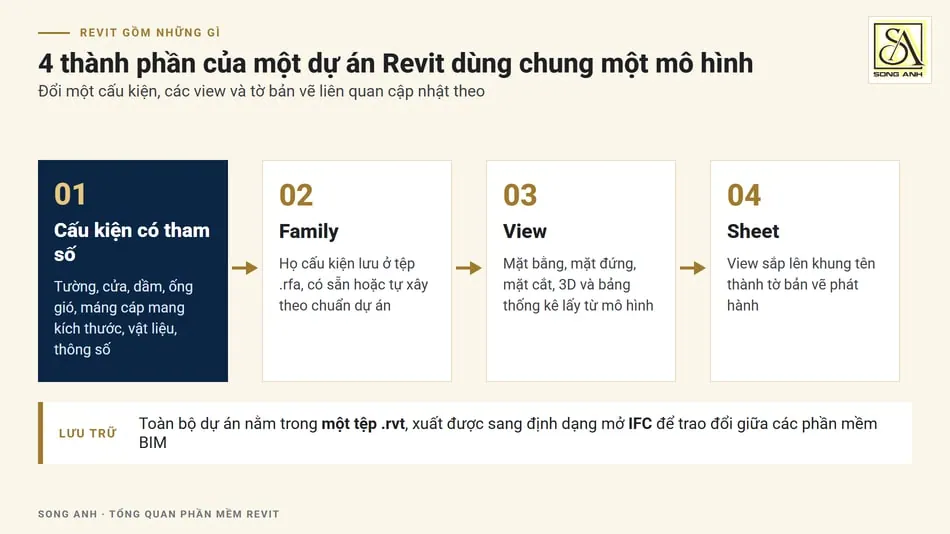 REVIT GỒM NHỮNG GÌ
4 thành phần của một dự án Revit dùng chung một mô hình
Đổi một cấu kiện, các view và tờ bản vẽ liên quan cập nhật theo
SA
SONG ANH
01
Cấu kiện có tham
số
Tường, cửa, dầm, ống
gió, máng cáp mang
kích thước, vật liệu,
thông số
02
Family
Họ cấu kiện lưu ở tệp
.rfa, có sẵn hoặc tự xây
theo chuẩn dự án
03
View
Mặt bằng, mặt đứng,
mặt cắt, 3D và bảng
thống kê lấy từ mô hình
04
Sheet
View sắp lên khung tên
thành tờ bản vẽ phát
hành
LƯU TRỮ
Toàn bộ dự án nằm trong một tệp .rvt, xuất được sang định dạng mở IFC để trao đổi giữa các phần mềm
BIM
SONG ANH · TỔNG QUAN PHẦN MỀM REVIT